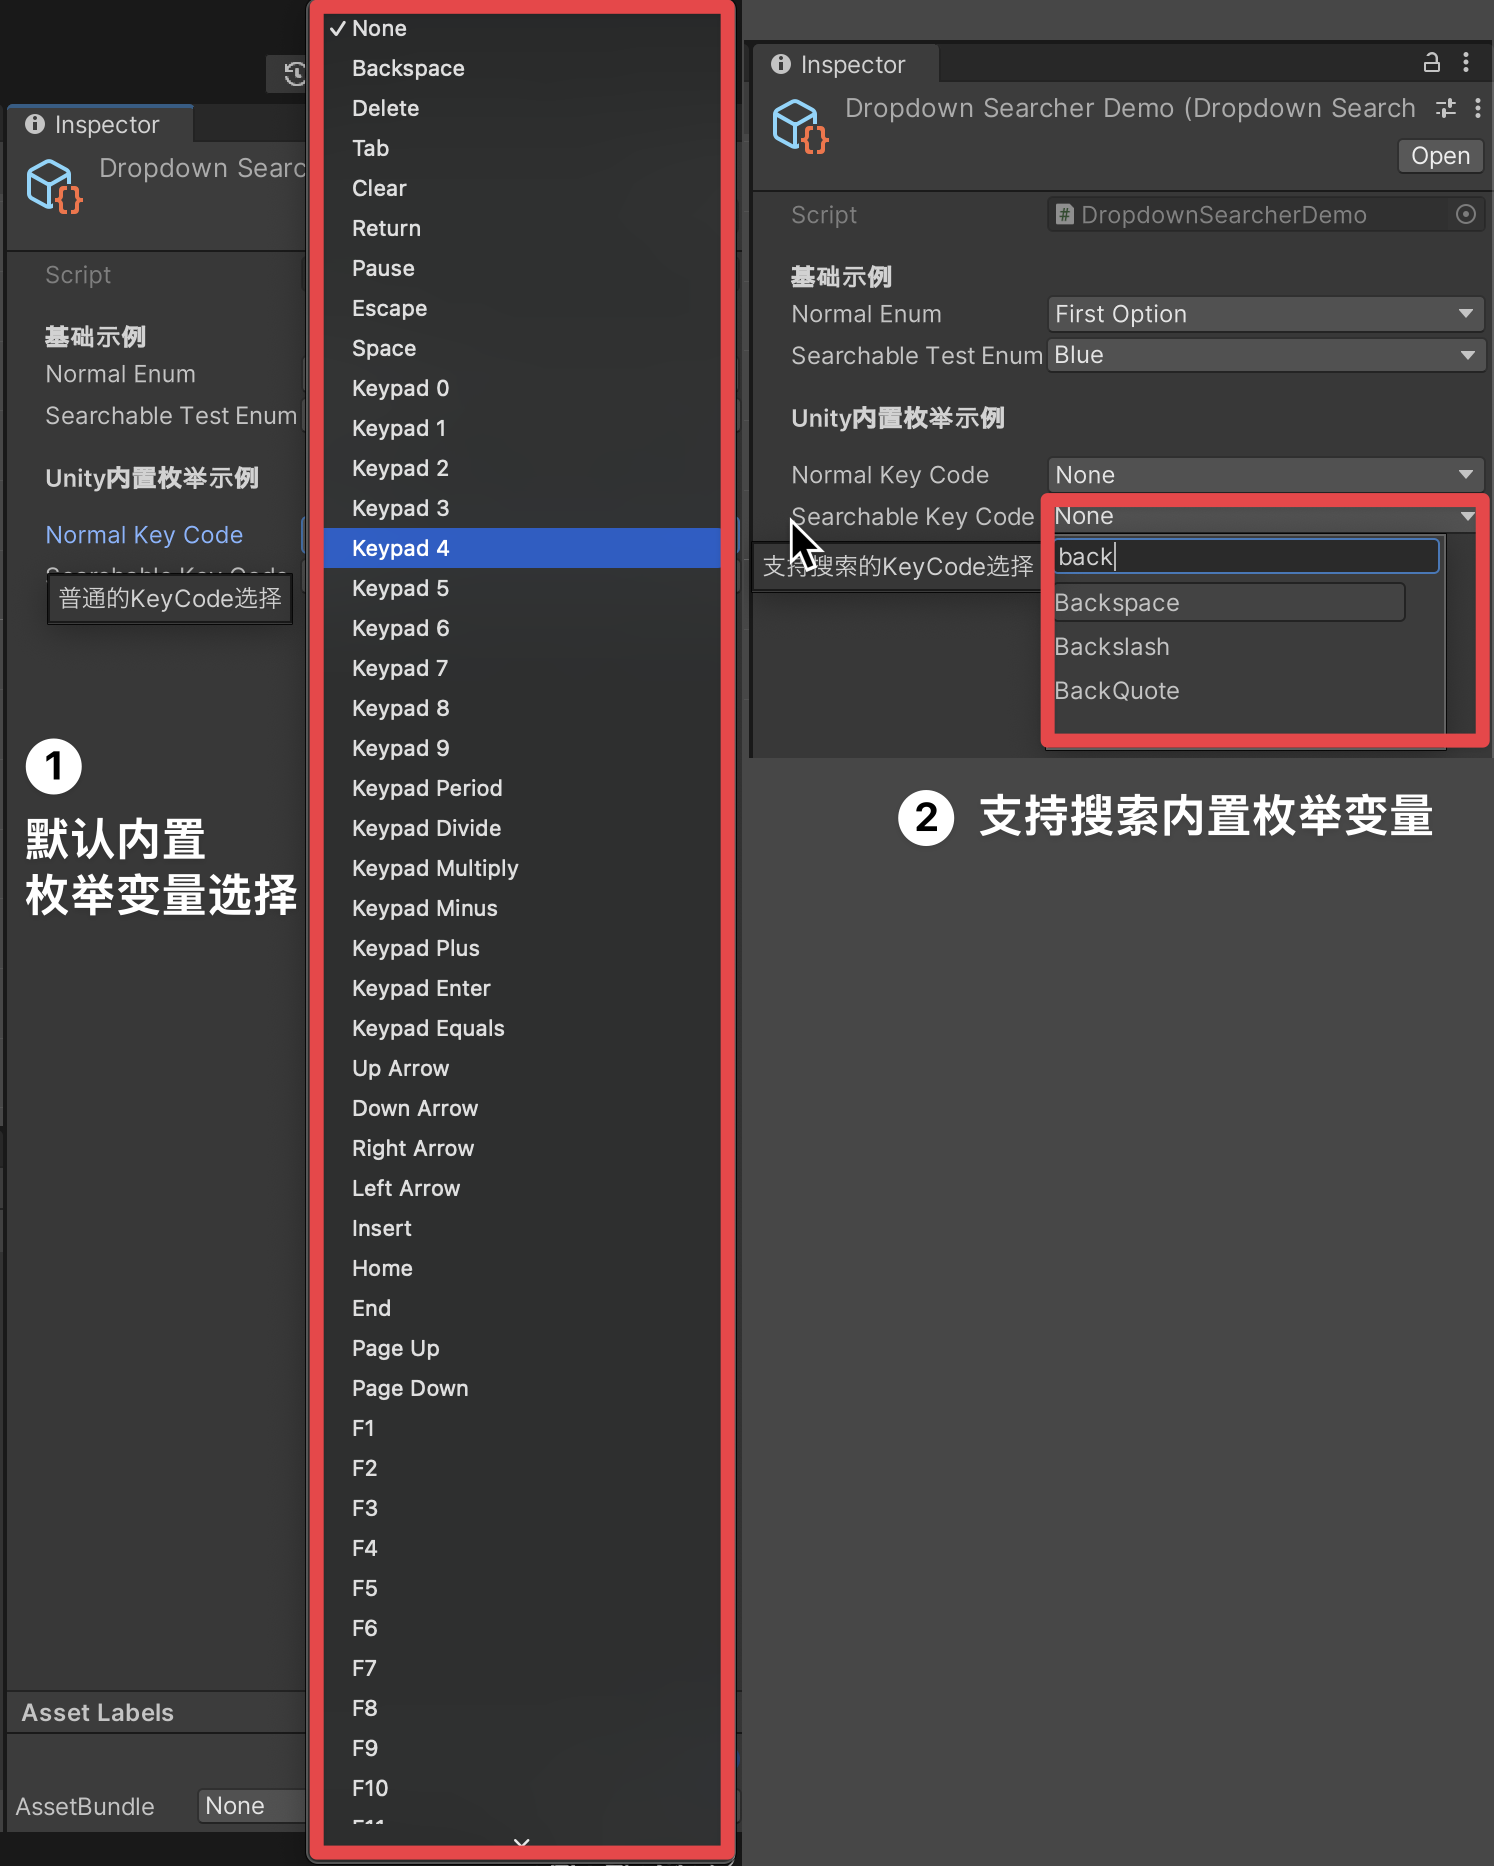 Inspector
Dropdown Searc
Script
基础示例
Normal Enum
Searchable Test Enum
Unity内置枚举示例
Normal Key Code
Searchable Key Code
普通的KeyCode选择
1
默认内置
枚举变量选择
Asset Labels
AssetBundle
None
✓ None
Backspace
Delete
Tab
Clear
Return
Pause
Escape
Space
Keypad 0
Keypad 1
Keypad 2
Keypad 3
Keypad 4
Keypad 5
Keypad 6
Keypad 7
Keypad 8
Keypad 9
Keypad Period
Keypad Divide
Keypad Multiply
Keypad Minus
Keypad Plus
Keypad Enter
Keypad Equals
Up Arrow
Down Arrow
Right Arrow
Left Arrow
Insert
Home
End
Page Up
Page Down
F1
F2
F3
F4
F5
F6
F7
F8
F9
F10
F11
Inspector
Dropdown Searcher Demo (Dropdown Search
Open
Script
# DropdownSearcherDemo
基础示例
Normal Enum
First Option
Searchable Test Enum
Blue
Unity内置枚举示例
Normal Key Code
None
Searchable Key Code
None
支持搜索的KeyCode选择
back
Backspace
Backslash
BackQuote
2 支持搜索内置枚举变量